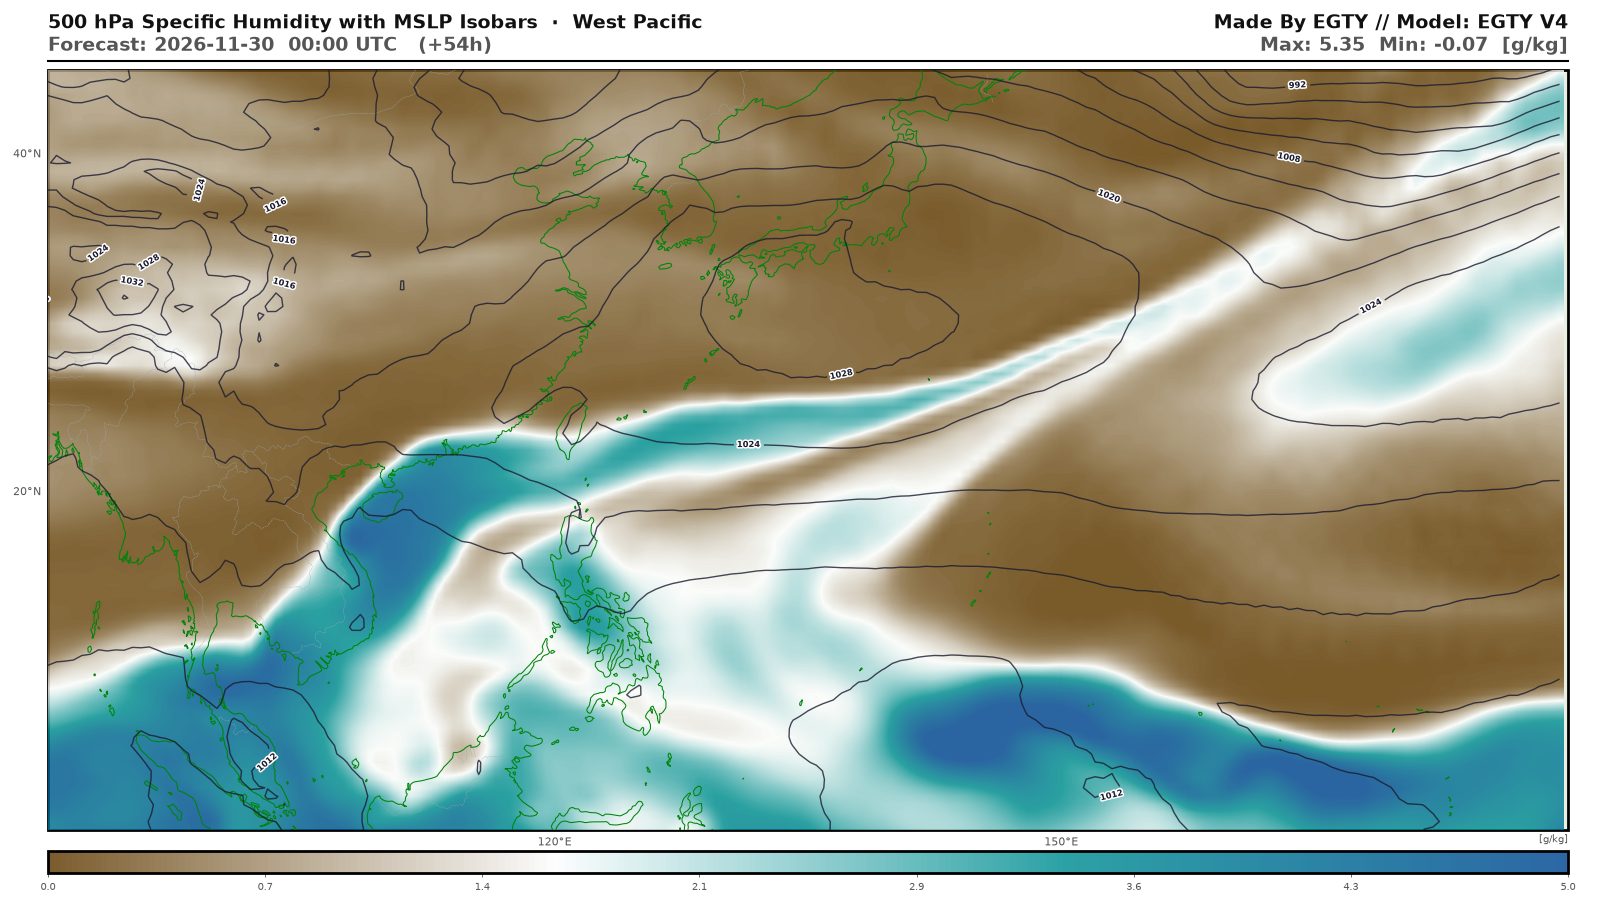 500 hPa Specific Humidity with MSLP Isobars · West Pacific
Made By EGTY // Model: EGTY V4
Forecast: 2026-11-30 00:00 UTC (+54h)
Max: 5.35 Min: -0.07 [g/kg]
992
40°N
1008
1024
1020
1016
1016
1024
1028
1032
1016
1024
1028
1024
20°N
1012
1012
120°E
150°E
[g/kg]
0.0
0.7
1.4
2.1
2.9
3.6
4.3
5.0